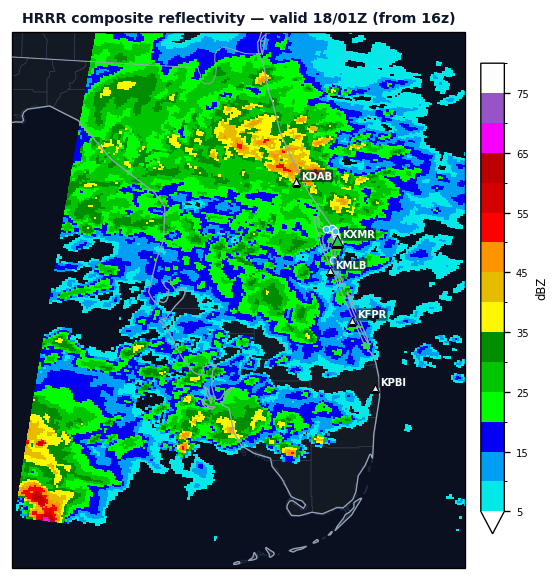 HRRR composite reflectivity — valid 18/01Z (from 16z)
KDAB
KXMR
KMLB
KFPR
KPBI
75
65
55
45
35
25
15
5
dBZ